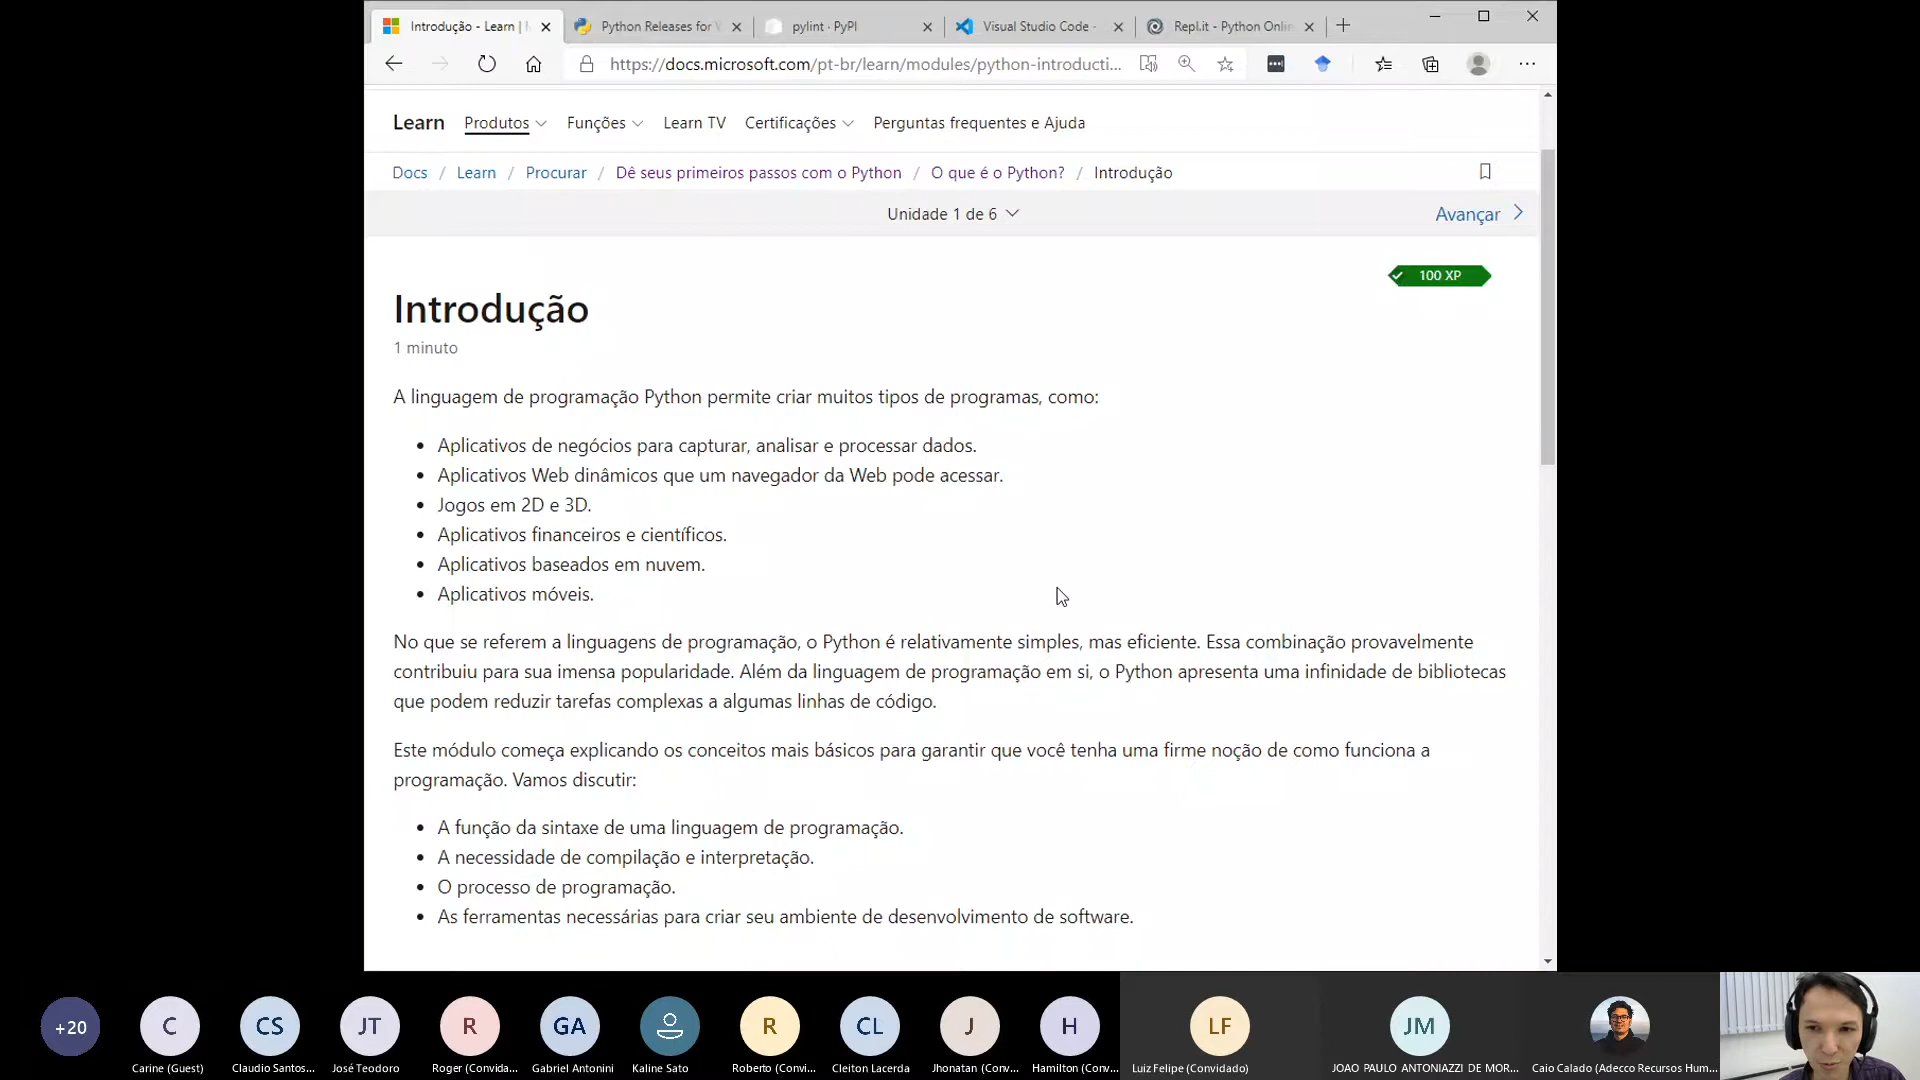 Introdução - Learn |
Python Releases for
pylint · PyPI
Visual Studio Code -
Repl.it - Python Onlin
https://docs.microsoft.com/pt-br/learn/modules/python-introducti...
Learn
Produtos
Funções
Learn TV
Certificações
Perguntas frequentes e Ajuda
Docs / Learn / Procurar / Dê seus primeiros passos com o Python / O que é o Python? / Introdução
Unidade 1 de 6
Avançar
100 XP
Introdução
1 minuto
A linguagem de programação Python permite criar muitos tipos de programas, como:
• Aplicativos de negócios para capturar, analisar e processar dados.
• Aplicativos Web dinâmicos que um navegador da Web pode acessar.
• Jogos em 2D e 3D.
• Aplicativos financeiros e científicos.
• Aplicativos baseados em nuvem.
• Aplicativos móveis.
No que se referem a linguagens de programação, o Python é relativamente simples, mas eficiente. Essa combinação provavelmente
contribuiu para sua imensa popularidade. Além da linguagem de programação em si, o Python apresenta uma infinidade de bibliotecas
que podem reduzir tarefas complexas a algumas linhas de código.
Este módulo começa explicando os conceitos mais básicos para garantir que você tenha uma firme noção de como funciona a
programação. Vamos discutir:
• A função da sintaxe de uma linguagem de programação.
• A necessidade de compilação e interpretação.
• O processo de programação.
• As ferramentas necessárias para criar seu ambiente de desenvolvimento de software.
+20
C
CS
JT
R
GA
R
CL
J
H
LF
JM
Carine (Guest)
Claudio Santos...
José Teodoro
Roger (Convida...
Gabriel Antonini
Kaline Sato
Roberto (Convi...
Cleiton Lacerda
Jhonatan (Conv...
Hamilton (Conv...
Luiz Felipe (Convidado)
JOAO PAULO ANTONIAZZI DE MOR...
Caio Calado (Adecco Recursos Hum...